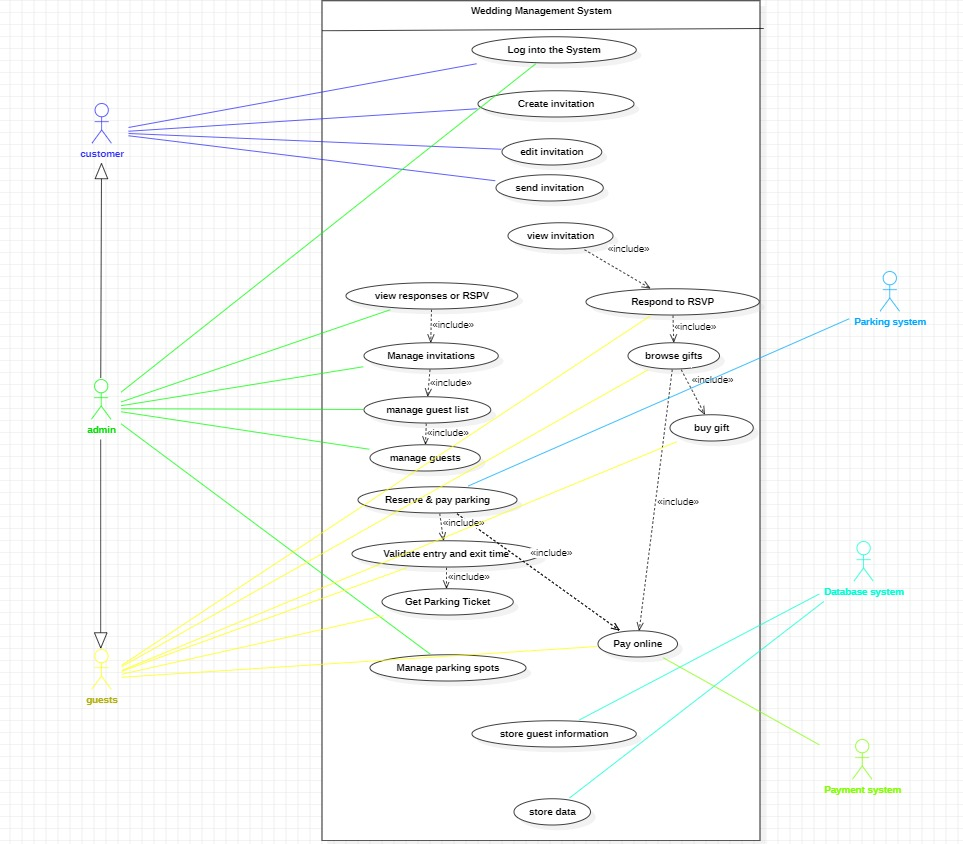 Wedding Management System
Log into the System
Create invitation
customer
edit invitation
send invitation
view invitation
«include»
view responses or RSPV
Respond to RSVP
Parking system
«include»
«include»
Manage invitations
browse gifts
«include»
«include»
admin
manage guest list
buy gift
«include»
manage guests
Reserve & pay parking
«include»
«include»
Validate entry and exit time
«include»
«include»
Database system
Get Parking Ticket
Pay online
Manage parking spots
guests
store guest information
Payment system
store data